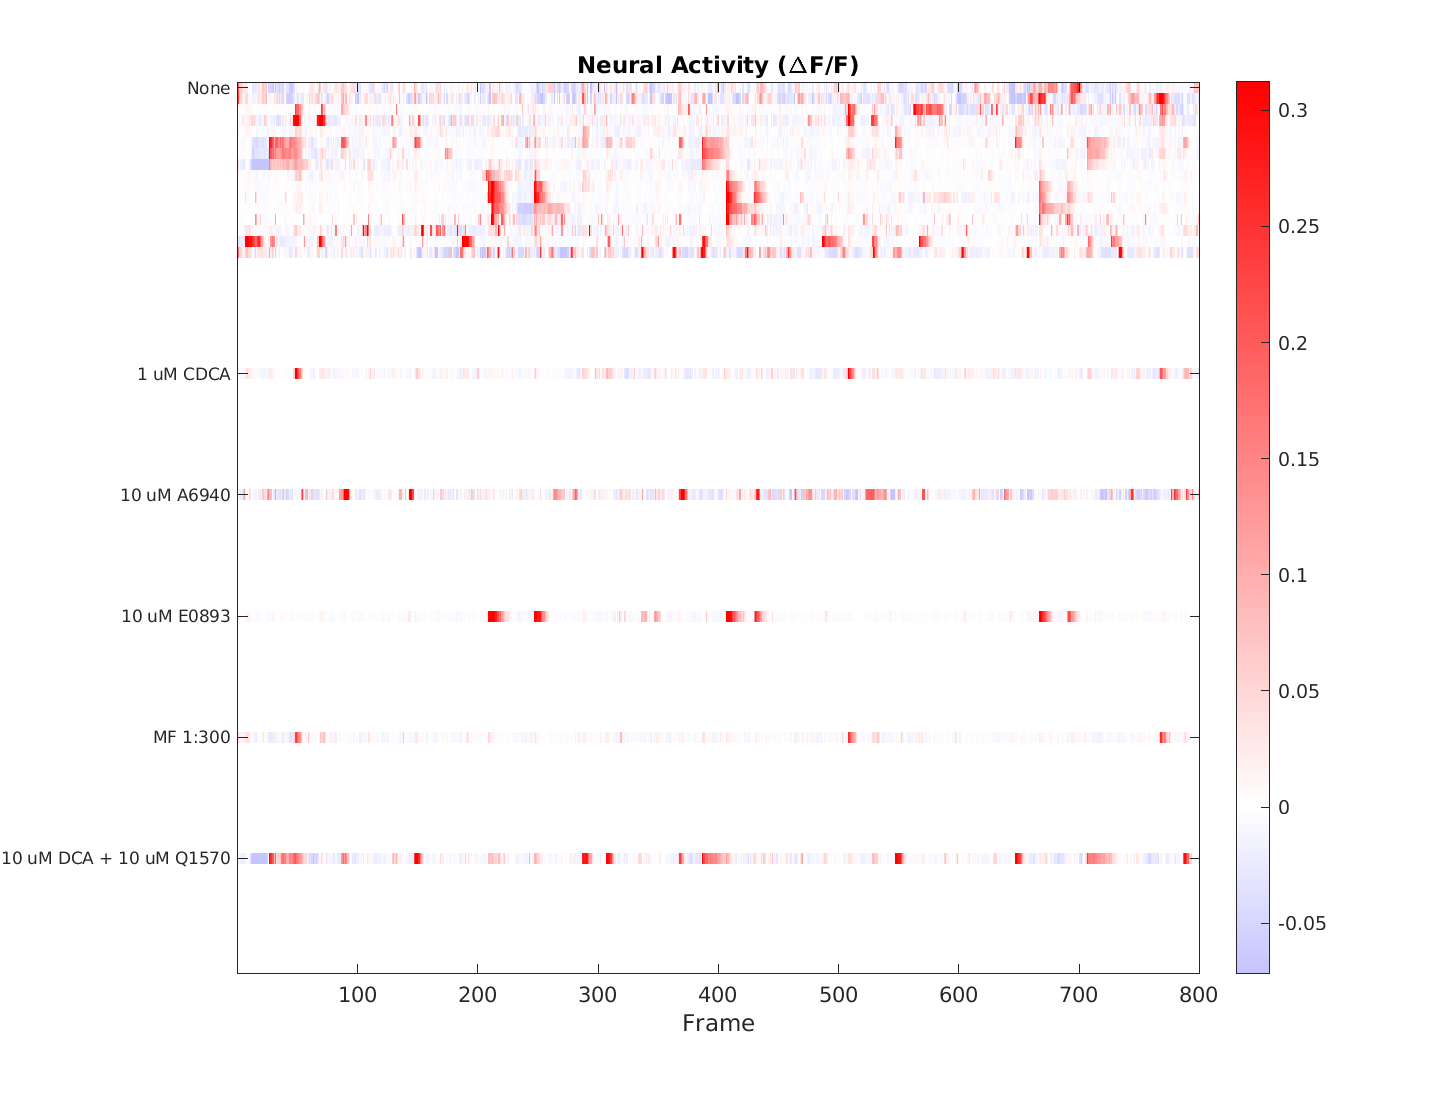 Neural Activity (△F/F)
None
1 uM CDCA
10 uM A6940
10 uM E0893
MF 1:300
10 uM DCA + 10 uM Q1570
100 200 300 400 500 600 700 800
Frame
0.3
0.25
0.2
0.15
0.1
0.05
0
-0.05